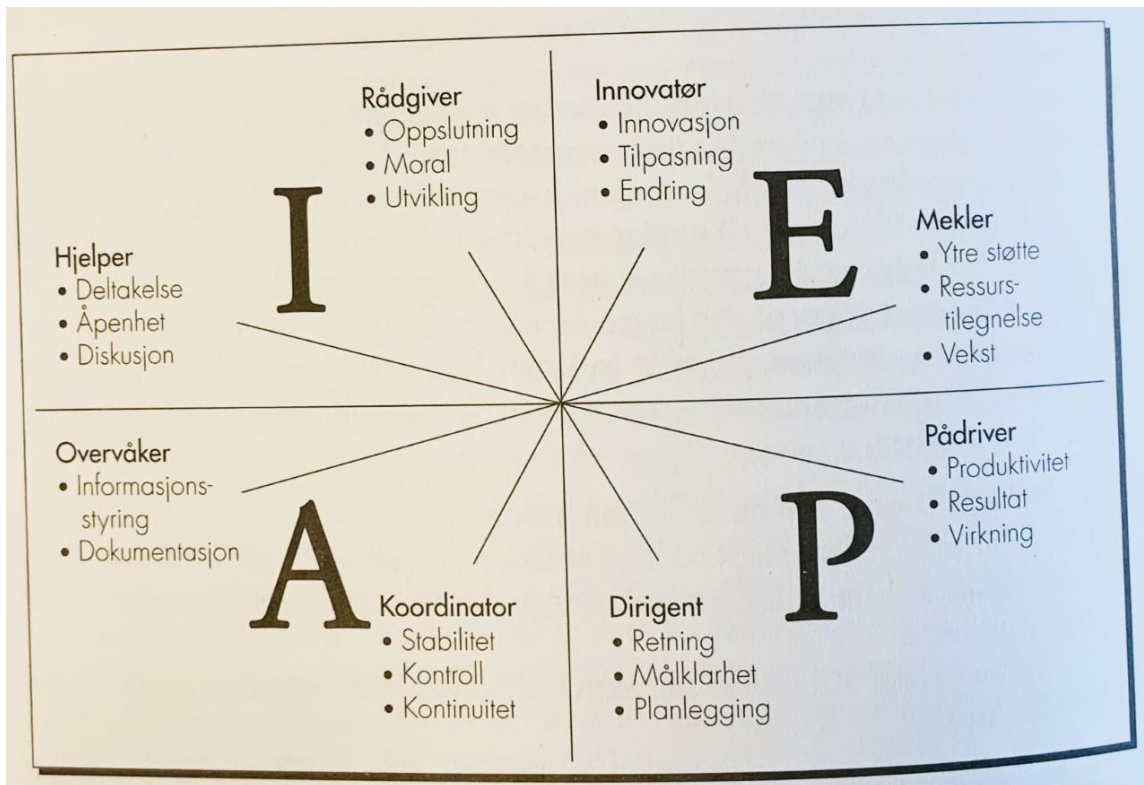 Rådgiver
• Oppslutning
• Moral
• Utvikling
I
Hjelper
• Deltakelse
• Åpenhet
• Diskusjon
Innovatør
• Innovasjon
• Tilpasning
• Endring
E
Mekler
• Ytre støtte
• Ressurs-
tilegnelse
• Vekst
Overvåker
• Informasjons-
styring
• Dokumentasjon
A
Koordinator
• Stabilitet
• Kontroll
• Kontinuitet
Pådriver
• Produktivitet
• Resultat
• Virkning
P
Dirigent
• Retning
• Målklarhet
• Planlegging